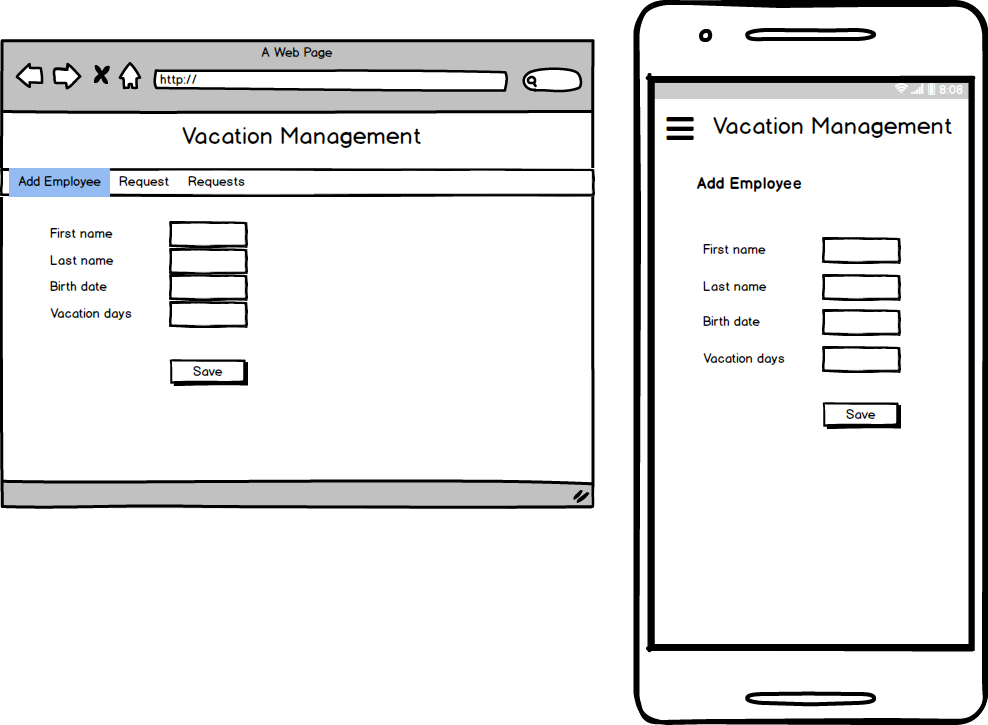 A Web Page
http://
Vacation Management
Add Employee Request Requests
First name
Last name
Birth date
Vacation days
Save
8:08
Vacation Management
Add Employee
First name
Last name
Birth date
Vacation days
Save